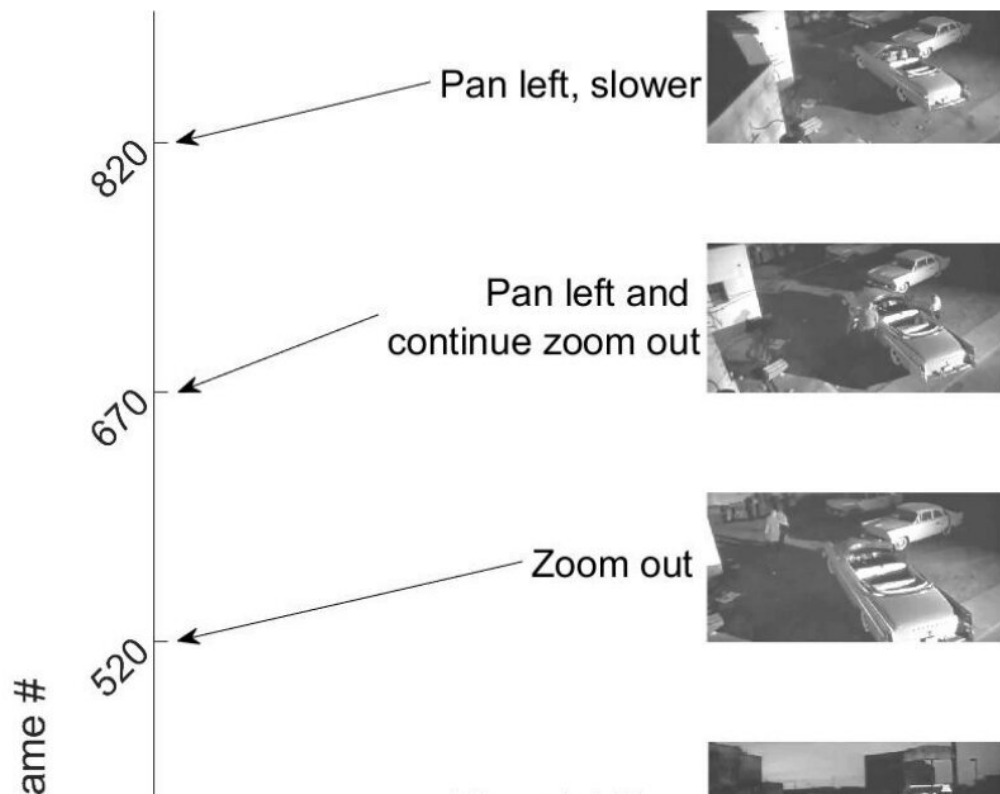 Pan left, slower
820
Pan left and
continue zoom out
670
Zoom out
520
ame #